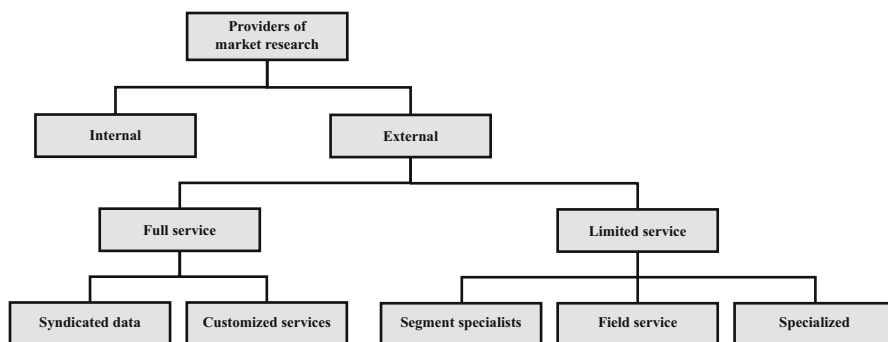 Providers of
market research
Internal
External
Full service
Limited service
Syndicated data
Customized services
Segment specialists
Field service
Specialized